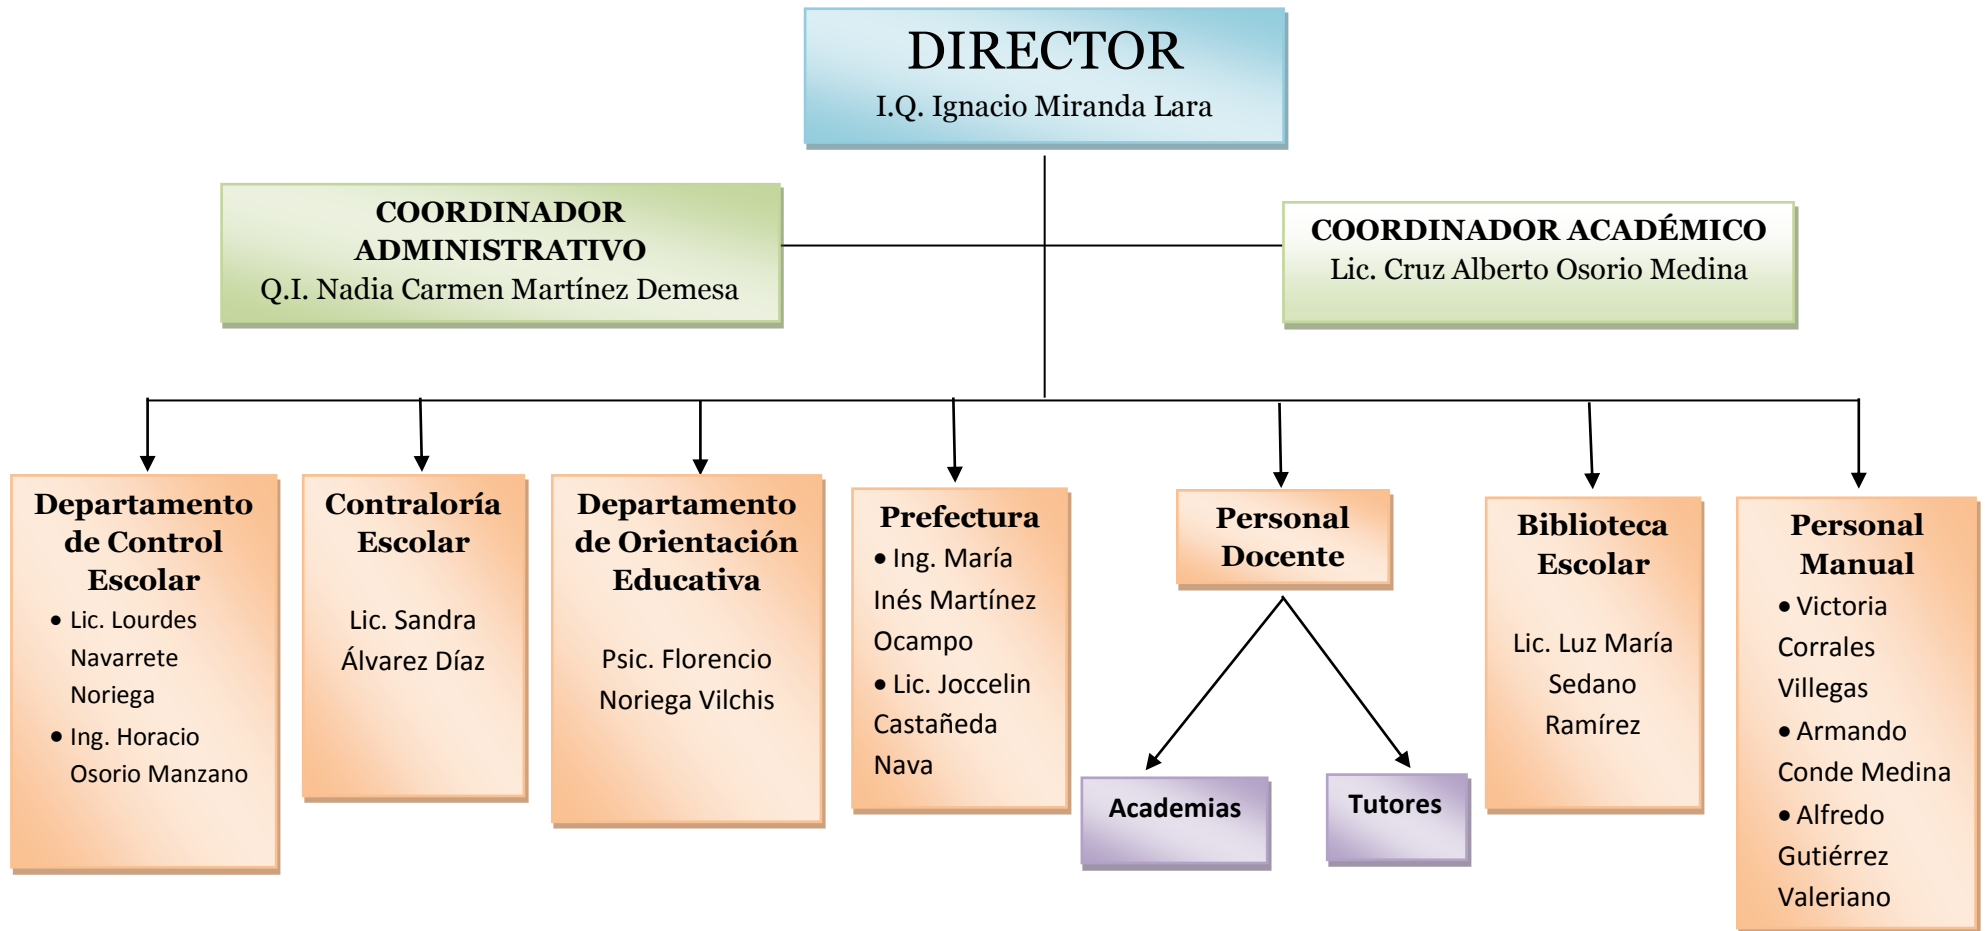 DIRECTOR
I.Q. Ignacio Miranda Lara
COORDINADOR
ADMINISTRATIVO
Q.I. Nadia Carmen Martínez Demesa
COORDINADOR ACADÉMICO
Lic. Cruz Alberto Osorio Medina
Departamento
de Control
Escolar
• Lic. Lourdes
Navarrete
Noriega
• Ing. Horacio
Osorio Manzano
Contraloría
Escolar
Lic. Sandra
Álvarez Díaz
Departamento
de Orientación
Educativa
Psic. Florencio
Noriega Vilchis
Prefectura
• Ing. María
Inés Martínez
Ocampo
• Lic. Joccelin
Castañeda
Nava
Personal
Docente
Academias
Tutores
Biblioteca
Escolar
Lic. Luz María
Sedano
Ramírez
Personal
Manual
• Victoria
Corrales
Villegas
• Armando
Conde Medina
• Alfredo
Gutiérrez
Valeriano